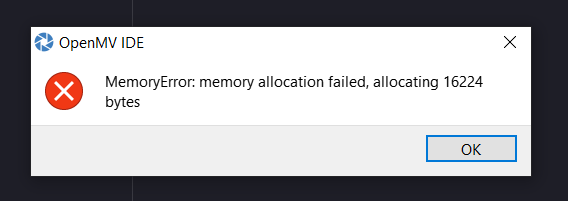 OpenMV IDE
MemoryError: memory allocation failed, allocating 16224
bytes
OK